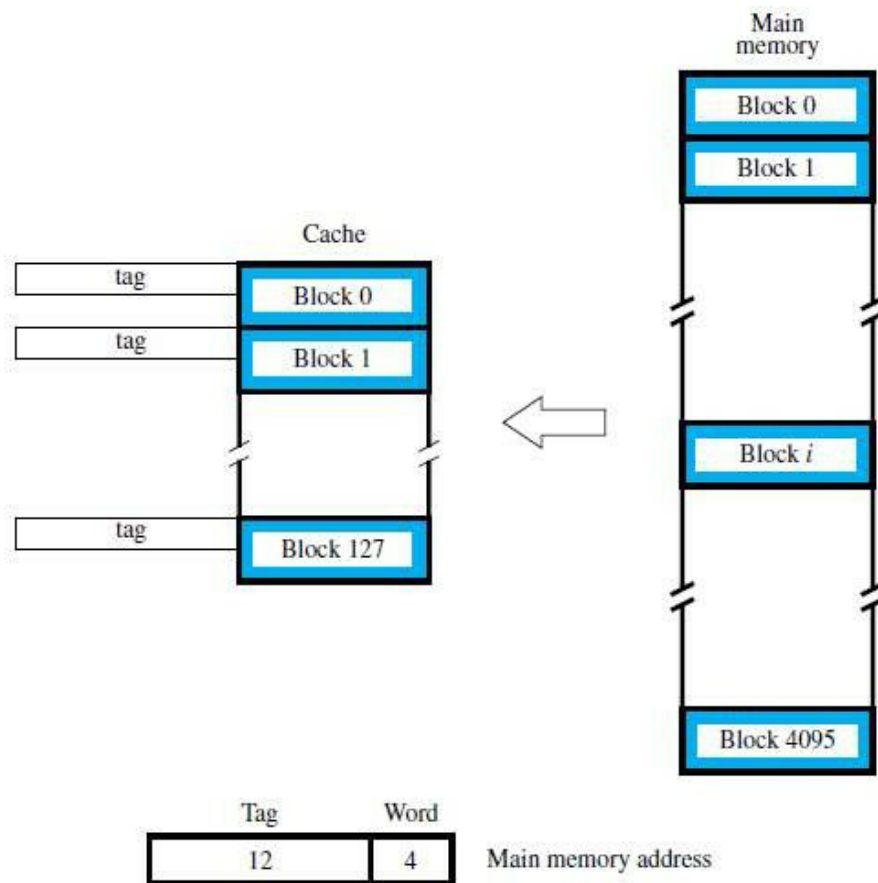 Main
memory
Block 0
Block 1
Cache
tag
Block 0
tag
Block 1
Block i
tag
Block 127
Block 4095
Tag Word
12 4 Main memory address